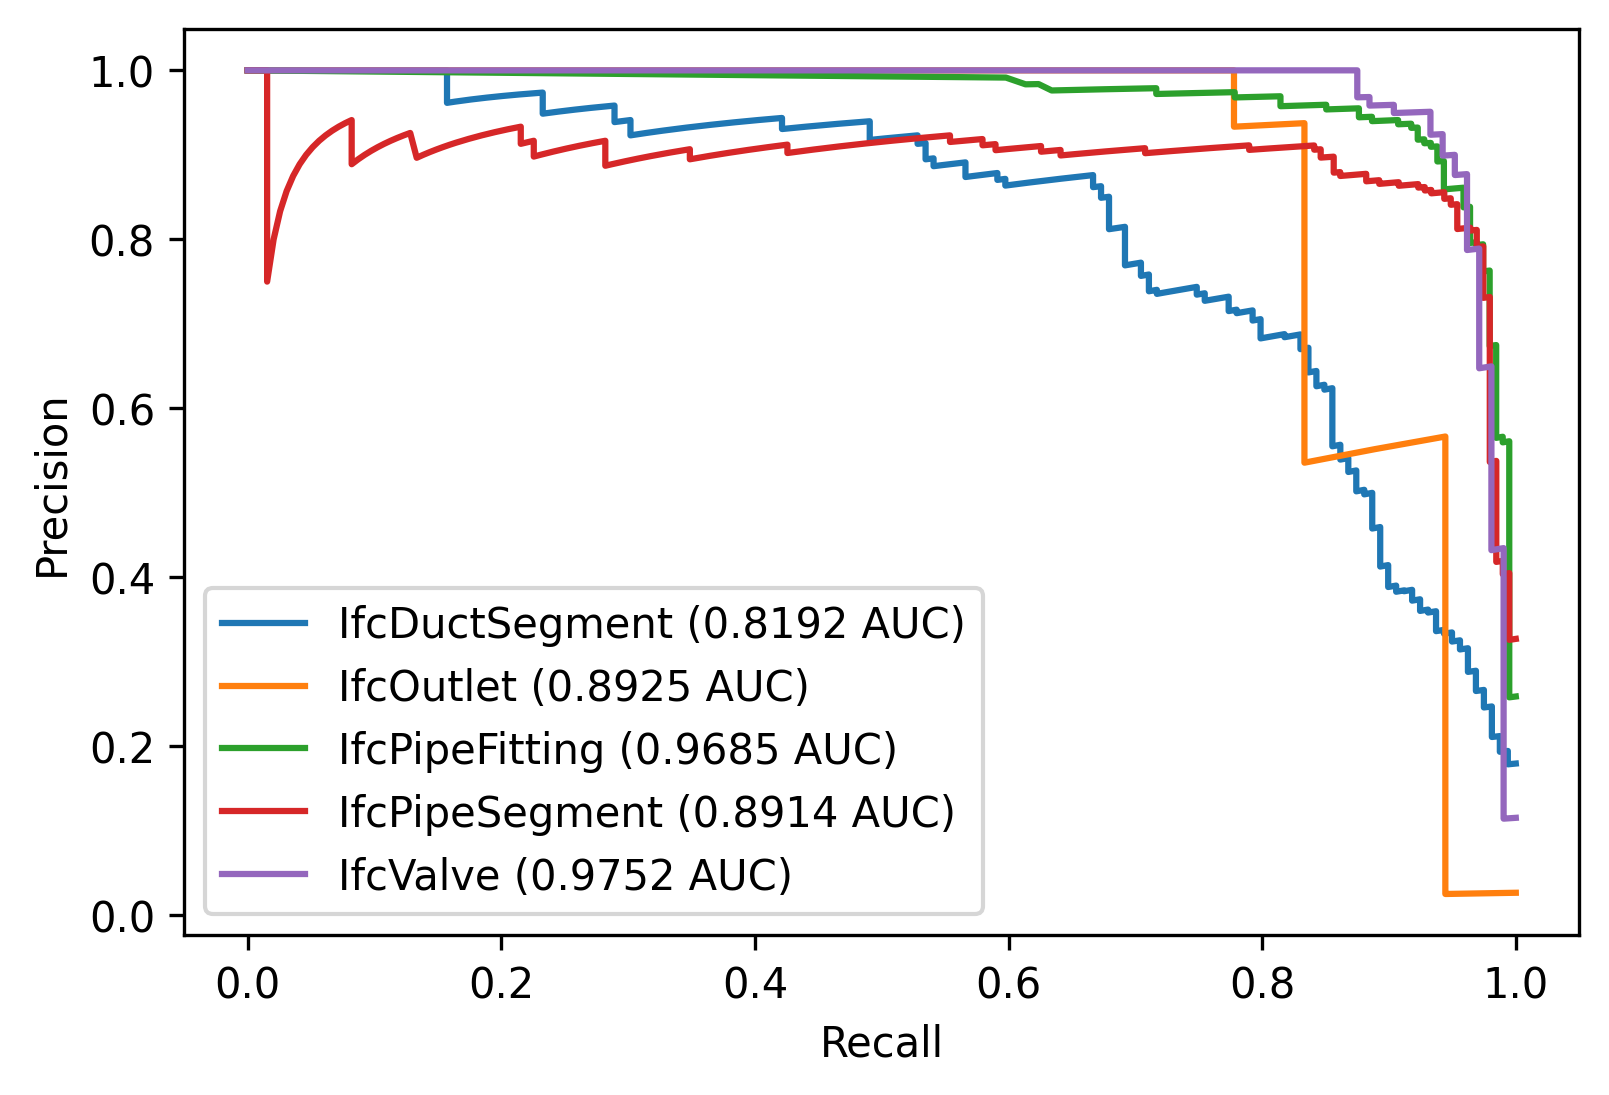 1.0
0.8
0.6
0.4
0.2
0.0
Precision
IfcDuctSegment (0.8192 AUC)
IfcOutlet (0.8925 AUC)
IfcPipeFitting (0.9685 AUC)
IfcPipeSegment (0.8914 AUC)
IfcValve (0.9752 AUC)
0.0 0.2 0.4 0.6 0.8 1.0
Recall